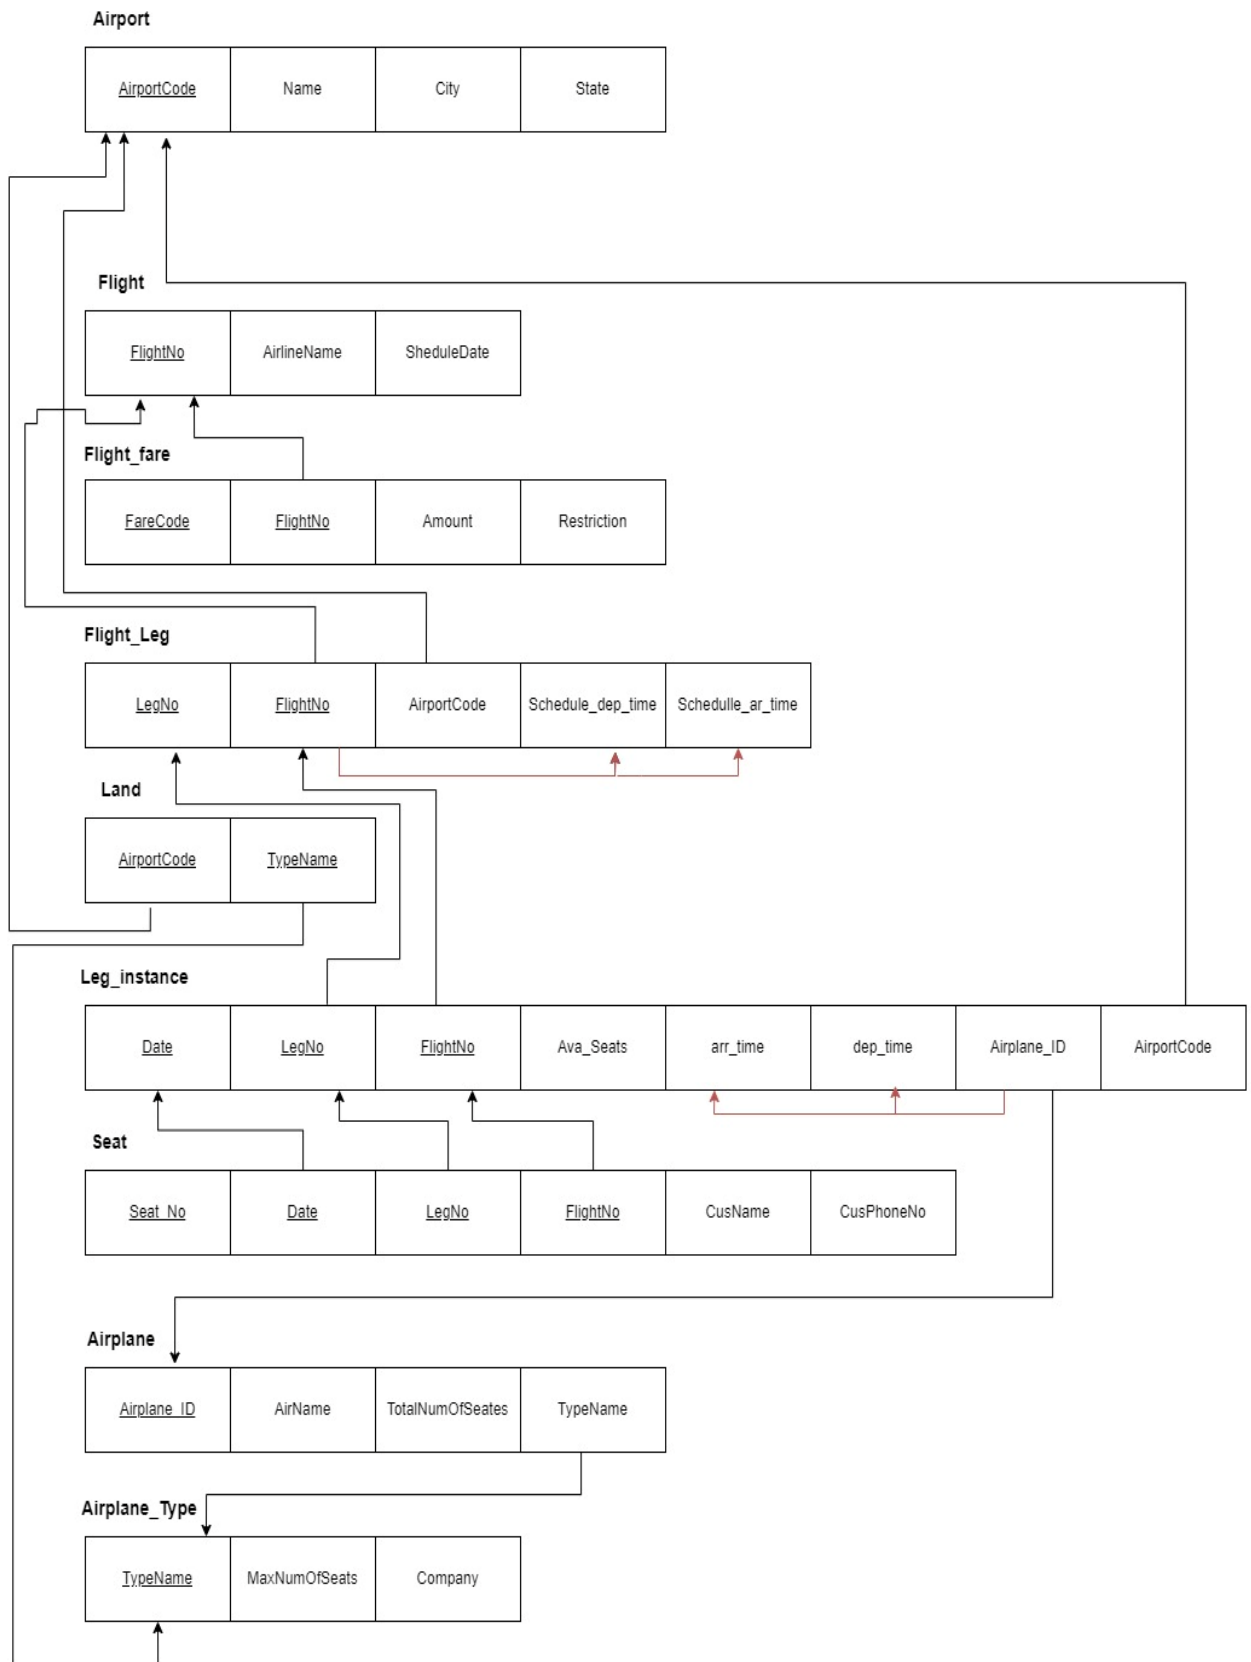 Airport
AirportCode Name City State
Flight
FlightNo AirlineName SheduleDate
Flight_fare
FareCode FlightNo Amount Restriction
Flight_Leg
LegNo FlightNo AirportCode Schedule_dep_time Schedulle_ar_time
Land
AirportCode TypeName
Leg_instance
Date LegNo FlightNo Ava_Seats arr_time dep_time Airplane_ID AirportCode
Seat
Seat_No Date LegNo FlightNo CusName CusPhoneNo
Airplane
Airplane_ID AirName TotalNumOfSeates TypeName
Airplane_Type
TypeName MaxNumOfSeats Company